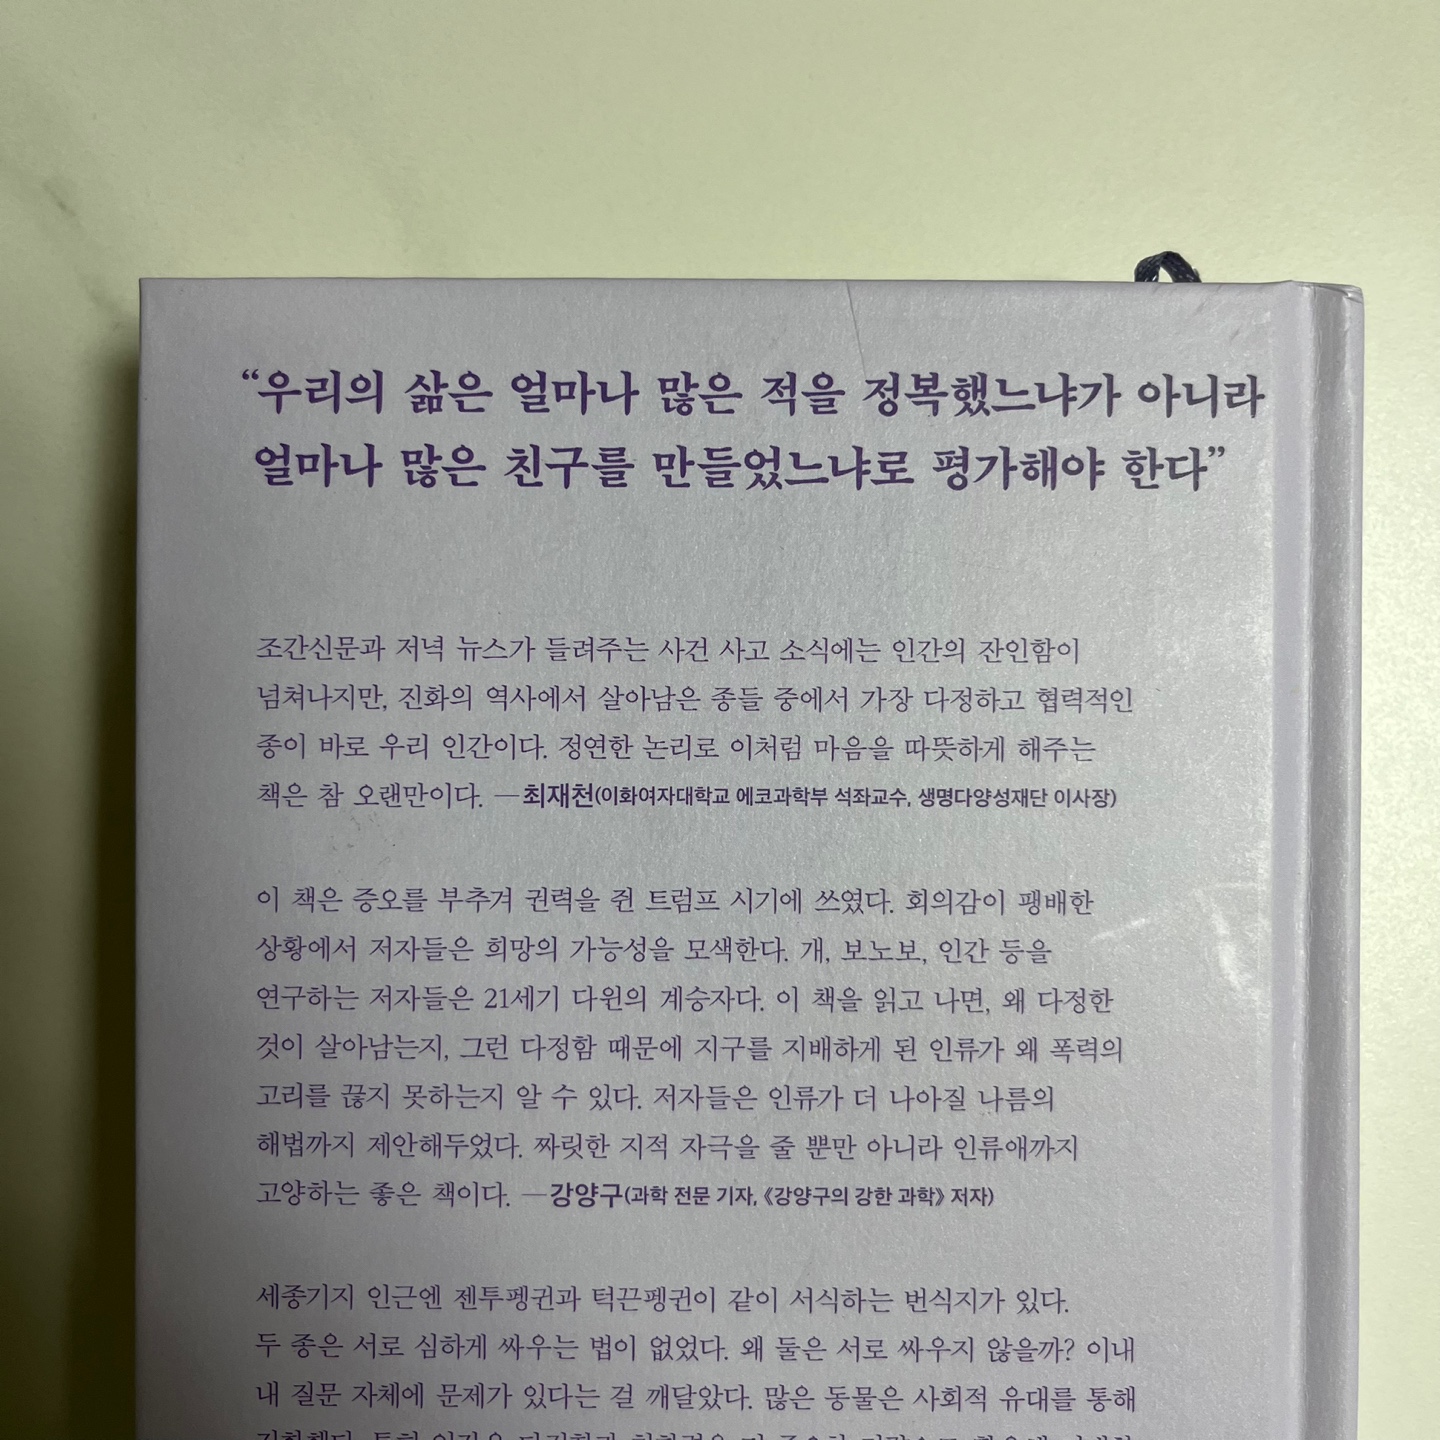 “우리의 삶은 얼마나 많은 적을 정복했느냐가 아니라
얼마나 많은 친구를 만들었느냐로 평가해야 한다”
조간신문과 저녁 뉴스가 들려주는 사건 사고 소식에는 인간의 잔인함이
넘쳐나지만, 진화의 역사에서 살아남은 종들 중에서 가장 다정하고 협력적인
종이 바로 우리 인간이다. 정연한 논리로 이처럼 마음을 따뜻하게 해주는
책은 참 오랜만이다. —최재천(이화여자대학교 에코과학부 석좌교수, 생명다양성재단 이사장)
이 책은 증오를 부추겨 권력을 쥔 트럼프 시기에 쓰였다. 회의감이 팽배한
상황에서 저자들은 희망의 가능성을 모색한다. 개, 보노보, 인간 등을
연구하는 저자들은 21세기 다윈의 계승자다. 이 책을 읽고 나면, 왜 다정한
것이 살아남는지, 그런 다정함 때문에 지구를 지배하게 된 인류가 왜 폭력의
고리를 끊지 못하는지 알 수 있다. 저자들은 인류가 더 나아질 나름의
해법까지 제안해두었다. 짜릿한 지적 자극을 줄 뿐만 아니라 인류애까지
고양하는 좋은 책이다. —강양구(과학 전문 기자, 《강양구의 강한 과학》 저자)
세종기지 인근엔 젠투펭귄과 턱끈펭귄이 같이 서식하는 번식지가 있다.
두 종은 서로 심하게 싸우는 법이 없었다. 왜 둘은 서로 싸우지 않을까? 이내
내 질문 자체에 문제가 있다는 걸 깨달았다. 많은 동물은 사회적 유대를 통해